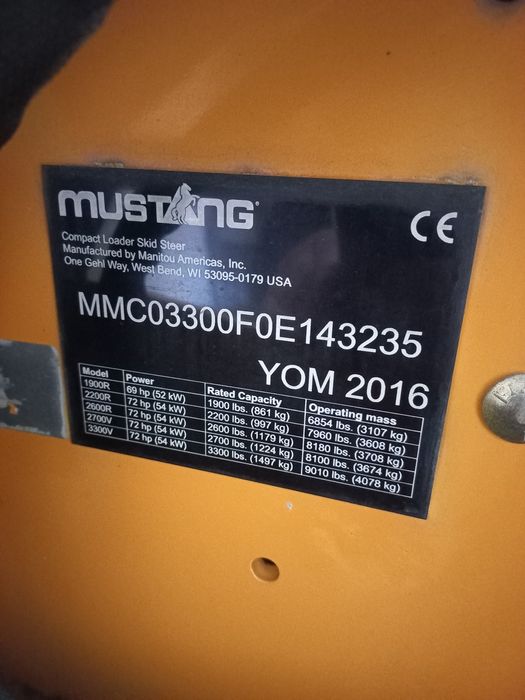 MUSTANG®
CE
Compact Loader Skid Steer
Manufactured by Manitou Americas, Inc.
One Gehl Way, West Bend, WI 53095-0179 USA
MMC03300F0E143235
YOM 2016
Model Power Rated Capacity Operating mass
1900R 69 hp (52 kW) 1900 lbs. (861 kg) 6854 lbs. (3107 kg)
2200R 72 hp (54 kW) 2200 lbs. (997 kg) 7960 lbs. (3608 kg)
2600R 72 hp (54 kW) 2600 lbs. (1179 kg) 8180 lbs. (3708 kg)
2700V 72 hp (54 kW) 2700 lbs. (1224 kg) 8100 lbs. (3674 kg)
3300V 72 hp (54 kW) 3300 lbs. (1497 kg) 9010 lbs. (4078 kg)